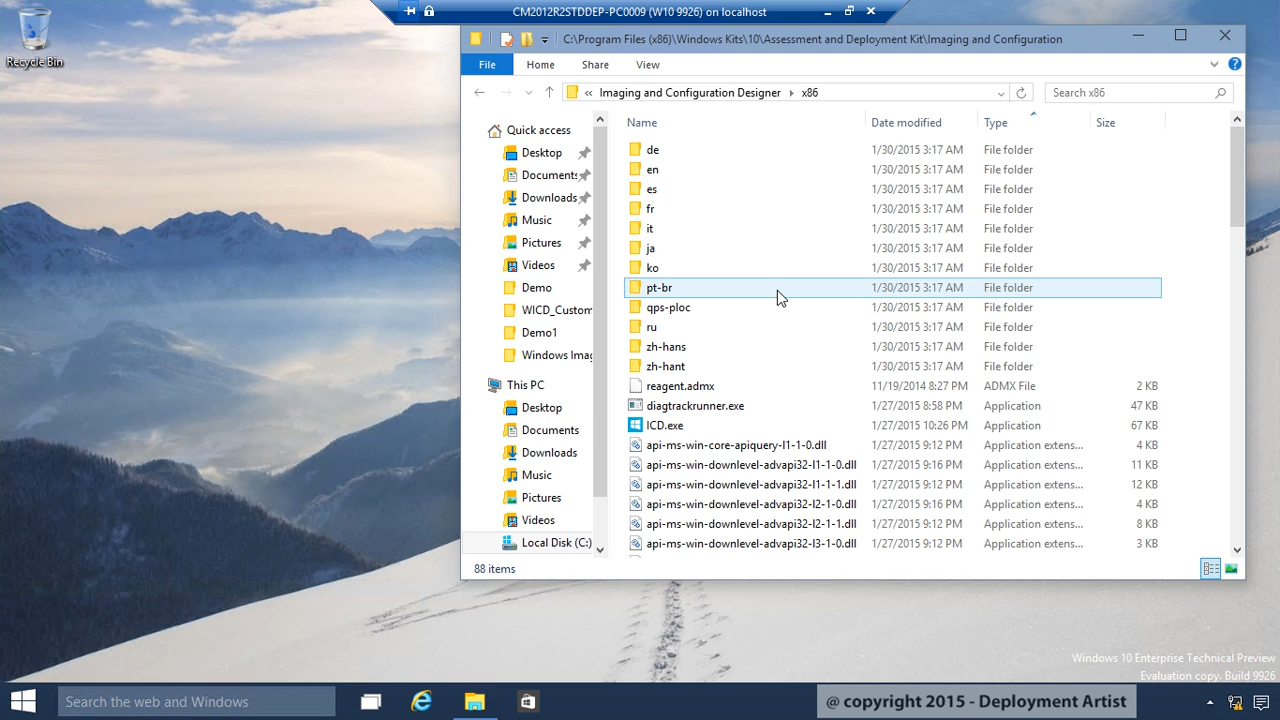 CM2012R2STDDEP-PC0009 (W10 9926) on localhost
Recycle Bin
C:\Program Files (x86)\Windows Kits\10\Assessment and Deployment Kit\Imaging and Configuration
File Home Share View
« Imaging and Configuration Designer x86
Search x86
Name Date modified Type Size
Quick access
Desktop
Documents
Downloads
Music
Pictures
Videos
Demo
WICD_Custom
Demo1
Windows Imag
This PC
Desktop
Documents
Downloads
Music
Pictures
Videos
Local Disk (C:)
de 1/30/2015 3:17 AM File folder
en 1/30/2015 3:17 AM File folder
es 1/30/2015 3:17 AM File folder
fr 1/30/2015 3:17 AM File folder
it 1/30/2015 3:17 AM File folder
ja 1/30/2015 3:17 AM File folder
ko 1/30/2015 3:17 AM File folder
pt-br 1/30/2015 3:17 AM File folder
qps-ploc 1/30/2015 3:17 AM File folder
ru 1/30/2015 3:17 AM File folder
zh-hans 1/30/2015 3:17 AM File folder
zh-hant 1/30/2015 3:17 AM File folder
reagent.admx 11/19/2014 8:27 PM ADMX File 2 KB
diagtrackrunner.exe 1/27/2015 8:58 PM Application 47 KB
ICD.exe 1/27/2015 10:26 PM Application 67 KB
api-ms-win-core-apiquery-l1-1-0.dll 1/27/2015 9:12 PM Application extens... 4 KB
api-ms-win-downlevel-advapi32-l1-1-0.dll 1/27/2015 9:16 PM Application extens... 11 KB
api-ms-win-downlevel-advapi32-l1-1-1.dll 1/27/2015 9:12 PM Application extens... 12 KB
api-ms-win-downlevel-advapi32-l2-1-0.dll 1/27/2015 9:16 PM Application extens... 4 KB
api-ms-win-downlevel-advapi32-l2-1-1.dll 1/27/2015 9:12 PM Application extens... 8 KB
api-ms-win-downlevel-advapi32-l3-1-0.dll 1/27/2015 9:12 PM Application extens... 3 KB
88 items
Windows 10 Enterprise Technical Preview
Evaluation copy. Build 9926
Search the web and Windows
@ copyright 2015 - Deployment Artist